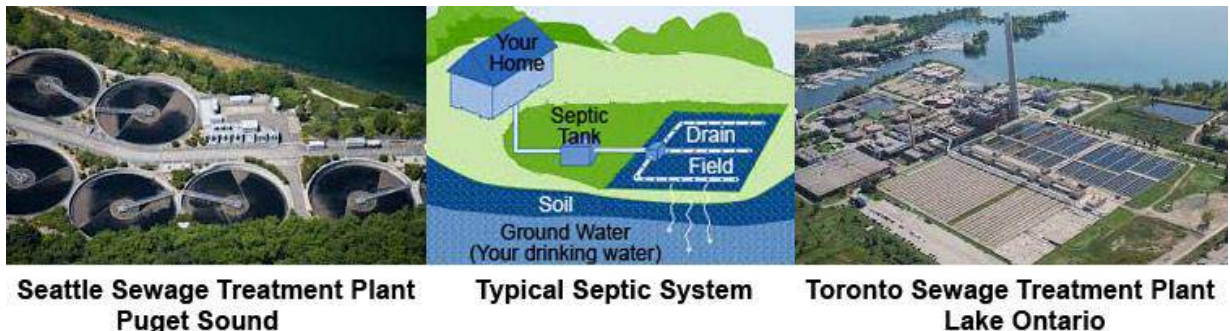 Your
Home
Septic
Tank
Drain
Field
Soil
Ground Water
(Your drinking water)
Seattle Sewage Treatment Plant
Puget Sound
Typical Septic System
Toronto Sewage Treatment Plant
Lake Ontario